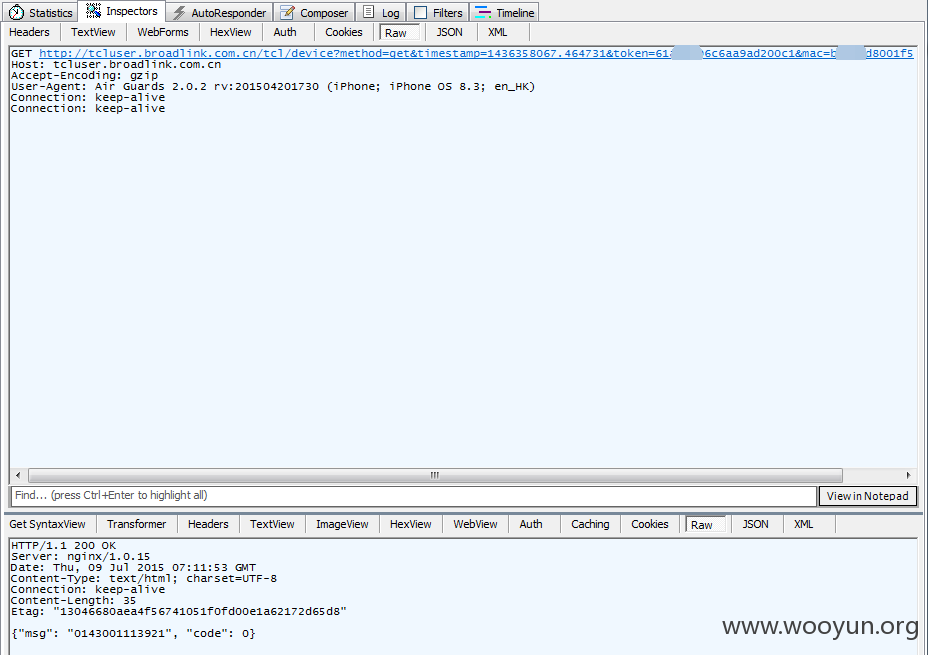 Statistics Inspectors AutoResponder Composer Log Filters Timeline
Headers TextView WebForms HexView Auth Cookies Raw JSON XML
GET http://tcluser.broadlink.com.cn/tcl/device?method=get&timestamp=1436358067.464731&token=61a 6c6aa9ad200c1&mac=b d8001f5
Host: tcluser.broadlink.com.cn
Accept-Encoding: gzip
User-Agent: Air Guards 2.0.2 rv:201504201730 (iPhone; iPhone OS 8.3; en_HK)
Connection: keep-alive
Connection: keep-alive
Find... (press Ctrl+Enter to highlight all) View in Notepad
Get SyntaxView Transformer Headers TextView ImageView HexView WebView Auth Caching Cookies Raw JSON XML
HTTP/1.1 200 OK
Server: nginx/1.0.15
Date: Thu, 09 Jul 2015 07:11:53 GMT
Content-Type: text/html; charset=UTF-8
Connection: keep-alive
Content-Length: 35
Etag: "13046680aea4f56741051f0fd00e1a62172d65d8"
{"msg": "0143001113921", "code": 0}
www.wooyun.org